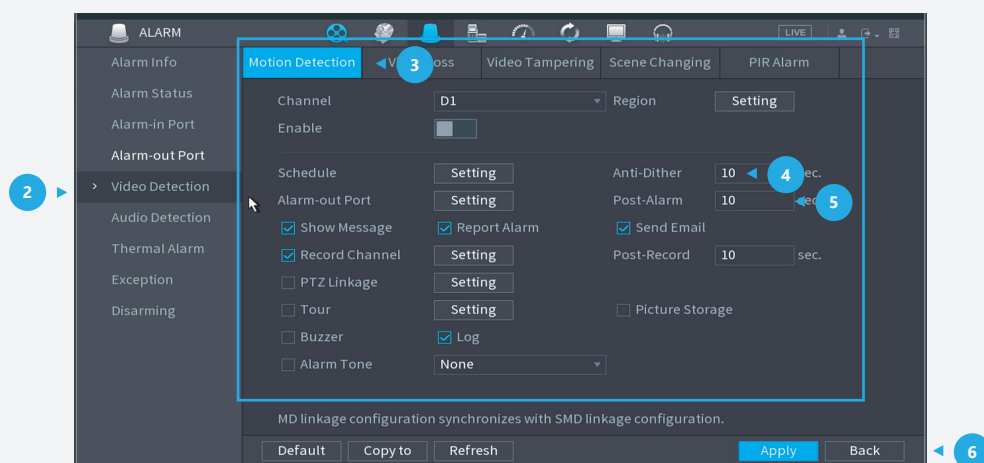 ALARM LIVE
Alarm Info
Alarm Status
Alarm-in Port
Alarm-out Port
2 > Video Detection
Audio Detection
Thermal Alarm
Exception
Disarming
Motion Detection 3 Video Tampering Scene Changing PIR Alarm
Channel D1 Region Setting
Enable
Schedule Setting Anti-Dither 10 4
Alarm-out Port Setting Post-Alarm 10 5
Show Message Report Alarm Send Email
Record Channel Setting Post-Record 10 sec.
PTZ Linkage Setting
Tour Setting Picture Storage
Buzzer Log
Alarm Tone None
MD linkage configuration synchronizes with SMD linkage configuration.
Default Copy to Refresh Apply Back 6